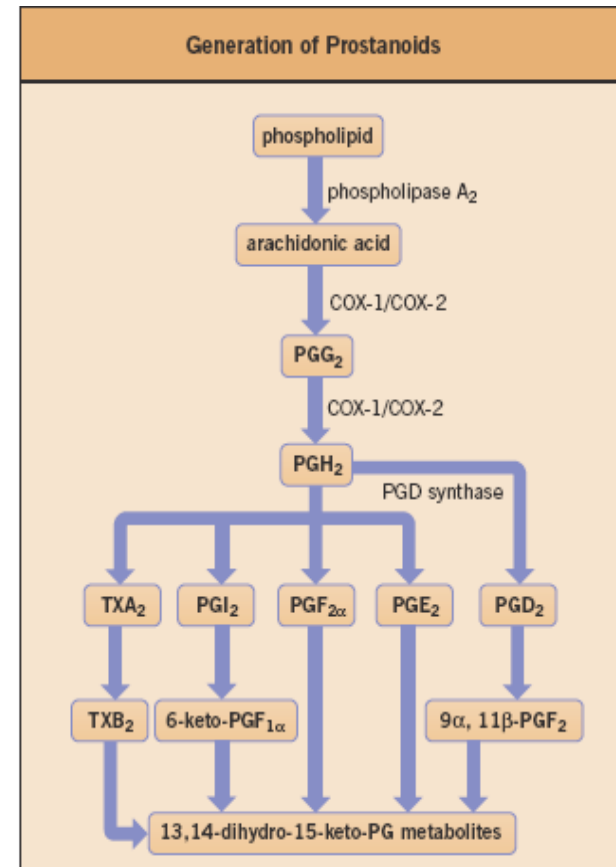 Generation of Prostanoids
phospholipid
phospholipase A₂
arachidonic acid
COX-1/COX-2
PGG₂
COX-1/COX-2
PGH₂
PGD synthase
TXA₂ PGI₂ PGF₂α PGE₂ PGD₂
TXB₂ 6-keto-PGF₁α 9α, 11β-PGF₂
13,14-dihydro-15-keto-PG metabolites